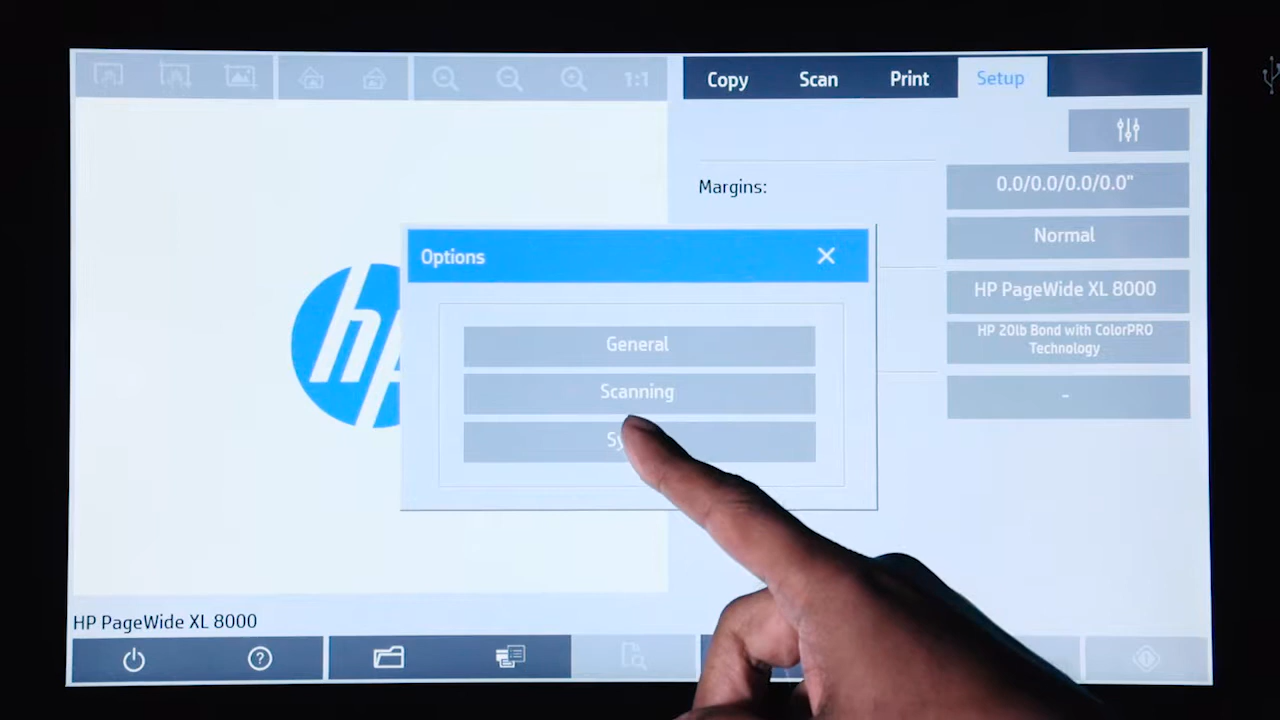 1:1
Copy
Scan
Print
Setup
Margins:
0.0/0.0/0.0/0.0"
Normal
Options
HP PageWide XL 8000
General
HP 20lb Bond with ColorPRO
Technology
Scanning
-
hp
HP PageWide XL 8000